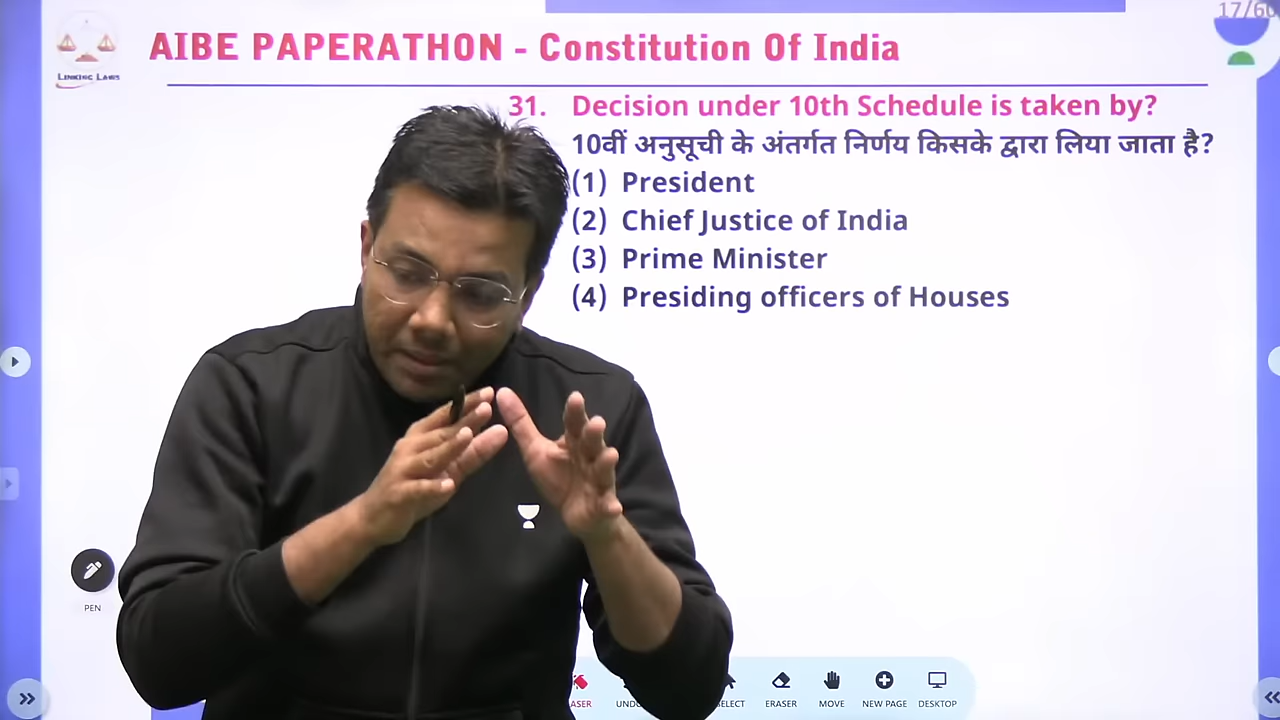 17/60
LINKING LAWS
AIBE PAPERATHON - Constitution Of India
31. Decision under 10th Schedule is taken by?
10वीं अनुसूची के अंतर्गत निर्णय किसके द्वारा लिया जाता है?
(1) President
(2) Chief Justice of India
(3) Prime Minister
(4) Presiding officers of Houses
PEN
ERASER
MOVE
NEW PAGE
DESKTOP